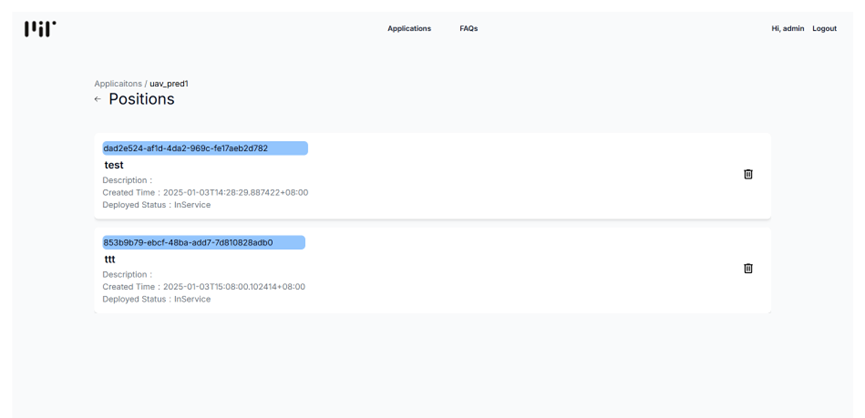 Applications
FAQs
Hi, admin
Logout
Applicaitons / uav_pred1
← Positions
dad2e524-af1d-4da2-969c-fe17aeb2d782
test
Description :
Created Time : 2025-01-03T14:28:29.887422+08:00
Deployed Status : InService
853b9b79-ebcf-48ba-add7-7d810828adb0
ttt
Description :
Created Time : 2025-01-03T15:08:00.102414+08:00
Deployed Status : InService